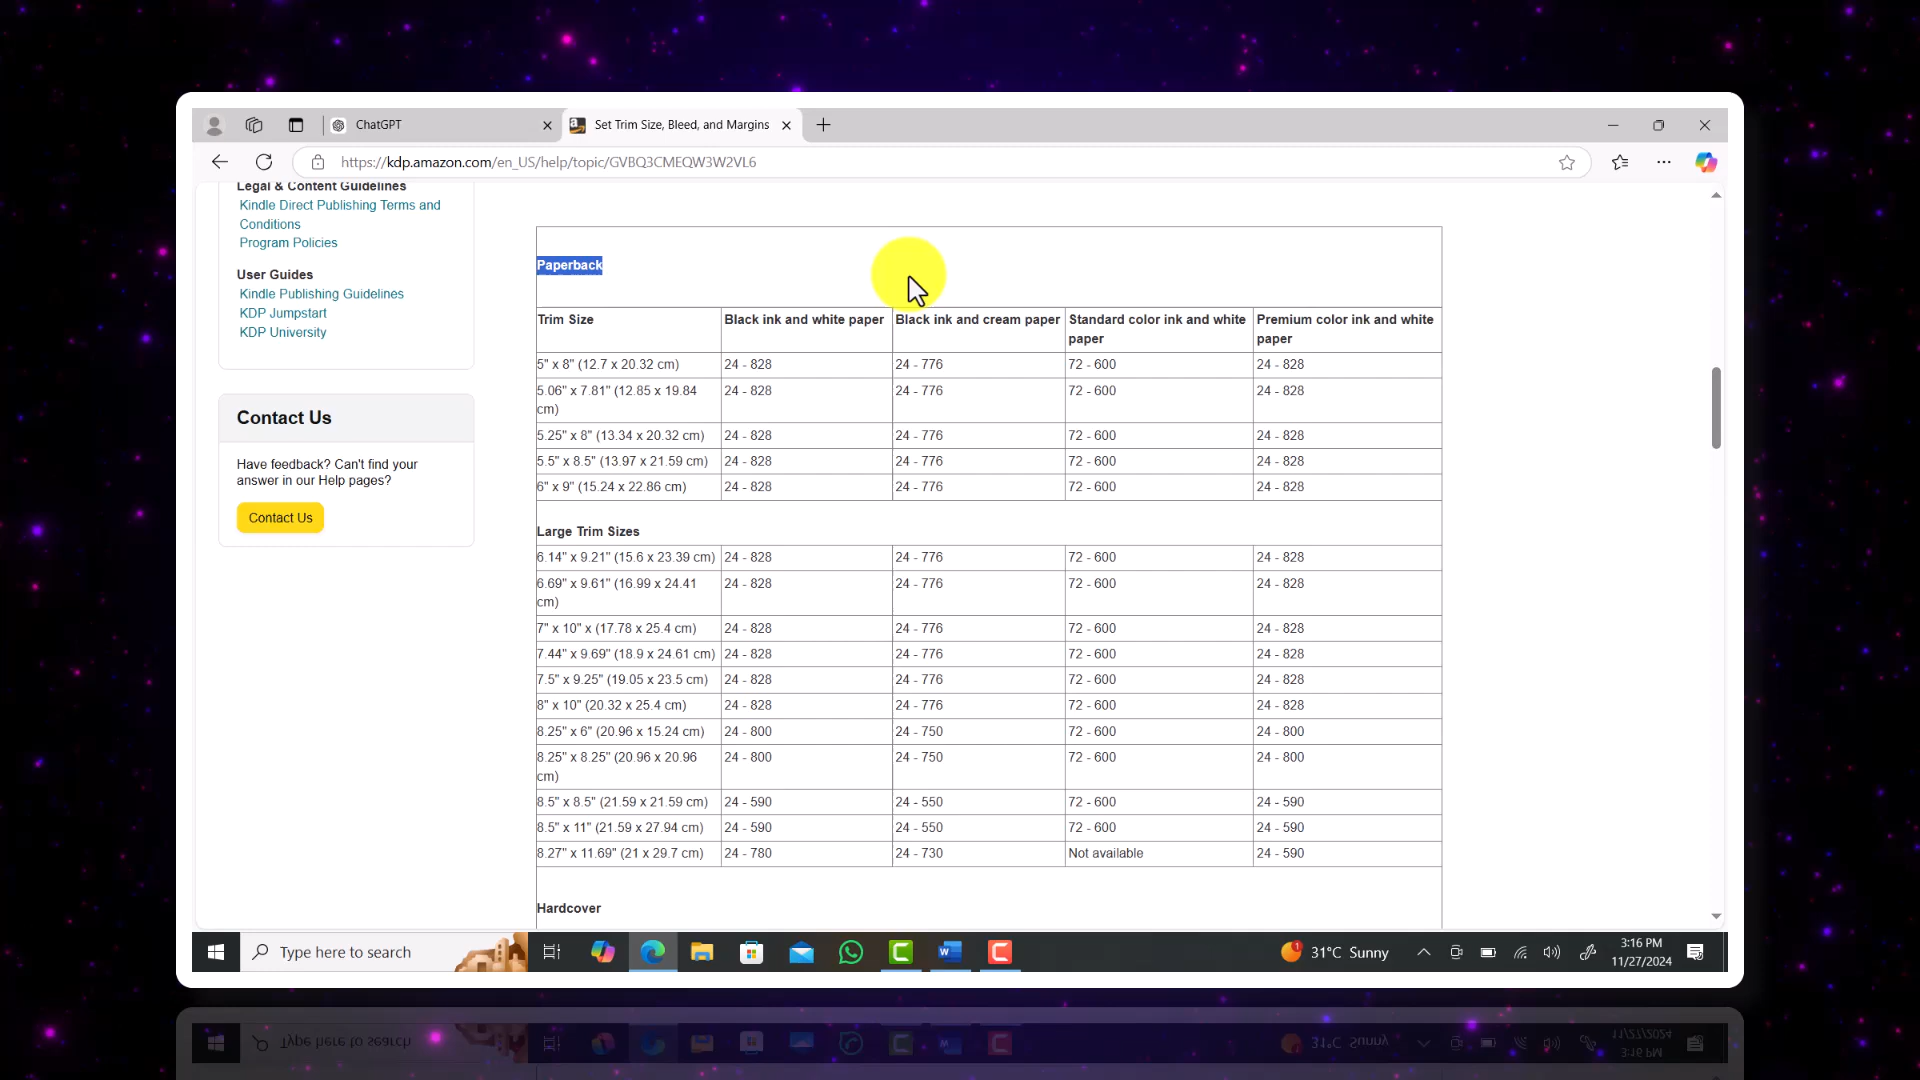 ChatGPT
Set Trim Size, Bleed, and Margins
https://kdp.amazon.com/en_US/help/topic/GVBQ3CMEQW3W2VL6
Legal & Content Guidelines
Kindle Direct Publishing Terms and
Conditions
Program Policies
User Guides
Kindle Publishing Guidelines
KDP Jumpstart
KDP University
Contact Us
Have feedback? Can't find your
answer in our Help pages?
Contact Us
Paperback
Trim Size Black ink and white paper Black ink and cream paper Standard color ink and white paper Premium color ink and white paper
5" x 8" (12.7 x 20.32 cm) 24 - 828 24 - 776 72 - 600 24 - 828
5.06" x 7.81" (12.85 x 19.84 cm) 24 - 828 24 - 776 72 - 600 24 - 828
5.25" x 8" (13.34 x 20.32 cm) 24 - 828 24 - 776 72 - 600 24 - 828
5.5" x 8.5" (13.97 x 21.59 cm) 24 - 828 24 - 776 72 - 600 24 - 828
6" x 9" (15.24 x 22.86 cm) 24 - 828 24 - 776 72 - 600 24 - 828
Large Trim Sizes
6.14" x 9.21" (15.6 x 23.39 cm) 24 - 828 24 - 776 72 - 600 24 - 828
6.69" x 9.61" (16.99 x 24.41 cm) 24 - 828 24 - 776 72 - 600 24 - 828
7" x 10" x (17.78 x 25.4 cm) 24 - 828 24 - 776 72 - 600 24 - 828
7.44" x 9.69" (18.9 x 24.61 cm) 24 - 828 24 - 776 72 - 600 24 - 828
7.5" x 9.25" (19.05 x 23.5 cm) 24 - 828 24 - 776 72 - 600 24 - 828
8" x 10" (20.32 x 25.4 cm) 24 - 828 24 - 776 72 - 600 24 - 828
8.25" x 6" (20.96 x 15.24 cm) 24 - 800 24 - 750 72 - 600 24 - 800
8.25" x 8.25" (20.96 x 20.96 cm) 24 - 800 24 - 750 72 - 600 24 - 800
8.5" x 8.5" (21.59 x 21.59 cm) 24 - 590 24 - 550 72 - 600 24 - 590
8.5" x 11" (21.59 x 27.94 cm) 24 - 590 24 - 550 72 - 600 24 - 590
8.27" x 11.69" (21 x 29.7 cm) 24 - 780 24 - 730 Not available 24 - 590
Hardcover
Type here to search
1
31°C Sunny
3:16 PM
11/27/2024